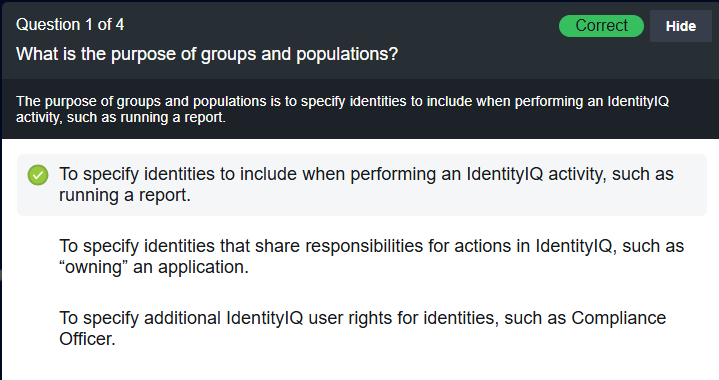 Question 1 of 4
Correct
Hide
What is the purpose of groups and populations?
The purpose of groups and populations is to specify identities to include when performing an IdentityIQ
activity, such as running a report.
To specify identities to include when performing an IdentityIQ activity, such as
running a report.
To specify identities that share responsibilities for actions in IdentityIQ, such as
“owning” an application.
To specify additional IdentityIQ user rights for identities, such as Compliance
Officer.